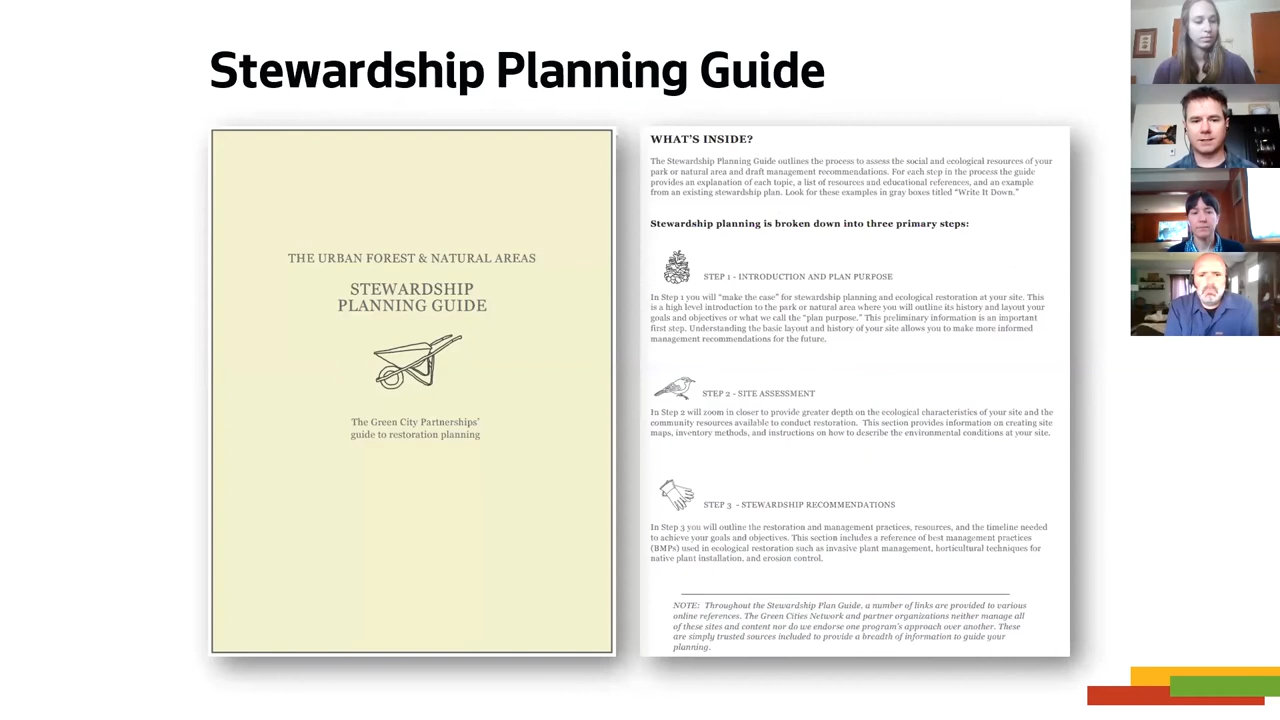 Stewardship Planning Guide
THE URBAN FOREST & NATURAL AREAS
STEWARDSHIP
PLANNING GUIDE
The Green City Partnerships'
guide to restoration planning
WHAT'S INSIDE?
The Stewardship Planning Guide outlines the process to assess the social and ecological resources of your
park or natural area and draft management recommendations. For each step in the process the guide
provides an explanation of each topic, a list of resources and educational references, and an example
from an existing stewardship plan. Look for these examples in gray boxes titled “Write It Down.”
Stewardship planning is broken down into three primary steps:
STEP 1 - INTRODUCTION AND PLAN PURPOSE
In Step 1 you will “make the case” for stewardship planning and ecological restoration at your site. This
is a high level introduction to the park or natural area where you will outline its history and layout your
goals and objectives or what we call the “plan purpose.” This preliminary information is an important
first step. Understanding the basic layout and history of your site allows you to make more informed
management recommendations for the future.
STEP 2 - SITE ASSESSMENT
In Step 2 will zoom in closer to provide greater depth on the ecological characteristics of your site and the
community resources available to conduct restoration. This section provides information on creating site
maps, inventory methods, and instructions on how to describe the environmental conditions at your site.
STEP 3 - STEWARDSHIP RECOMMENDATIONS
In Step 3 you will outline the restoration and management practices, resources, and the timeline needed
to achieve your goals and objectives. This section includes a reference of best management practices
(BMPs) used in ecological restoration such as invasive plant management, horticultural techniques for
native plant installation, and erosion control.
NOTE: Throughout the Stewardship Plan Guide, a number of links are provided to various
online references. The Green Cities Network and partner organizations neither manage all
of these sites and content nor do we endorse one program's approach over another. These
are simply trusted sources included to provide a breadth of information to guide your
planning.